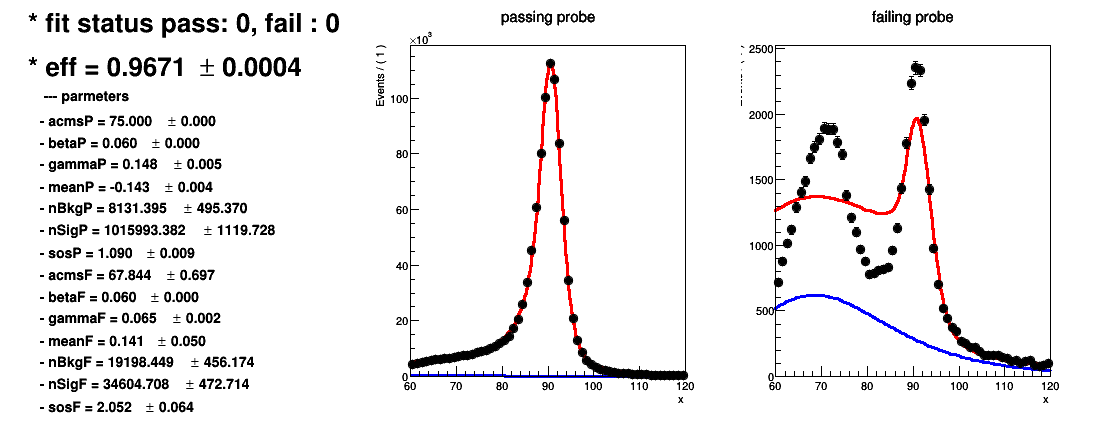 * fit status pass: 0, fail : 0
* eff = 0.9671 ± 0.0004
--- parmeters
- acmsP = 75.000 ± 0.000
- betaP = 0.060 ± 0.000
- gammaP = 0.148 ± 0.005
- meanP = -0.143 ± 0.004
- nBkgP = 8131.395 ± 495.370
- nSigP = 1015993.382 ± 1119.728
- sosP = 1.090 ± 0.009
- acmsF = 67.844 ± 0.697
- betaF = 0.060 ± 0.000
- gammaF = 0.065 ± 0.002
- meanF = 0.141 ± 0.050
- nBkgF = 19198.449 ± 456.174
- nSigF = 34604.708 ± 472.714
- sosF = 2.052 ± 0.064
passing probe
×10³
Events / ( 1 )
100
80
60
40
20
0
60 70 80 90 100 110 120
x
failing probe
2500
2000
1500
1000
500
0
60 70 80 90 100 110 120
x